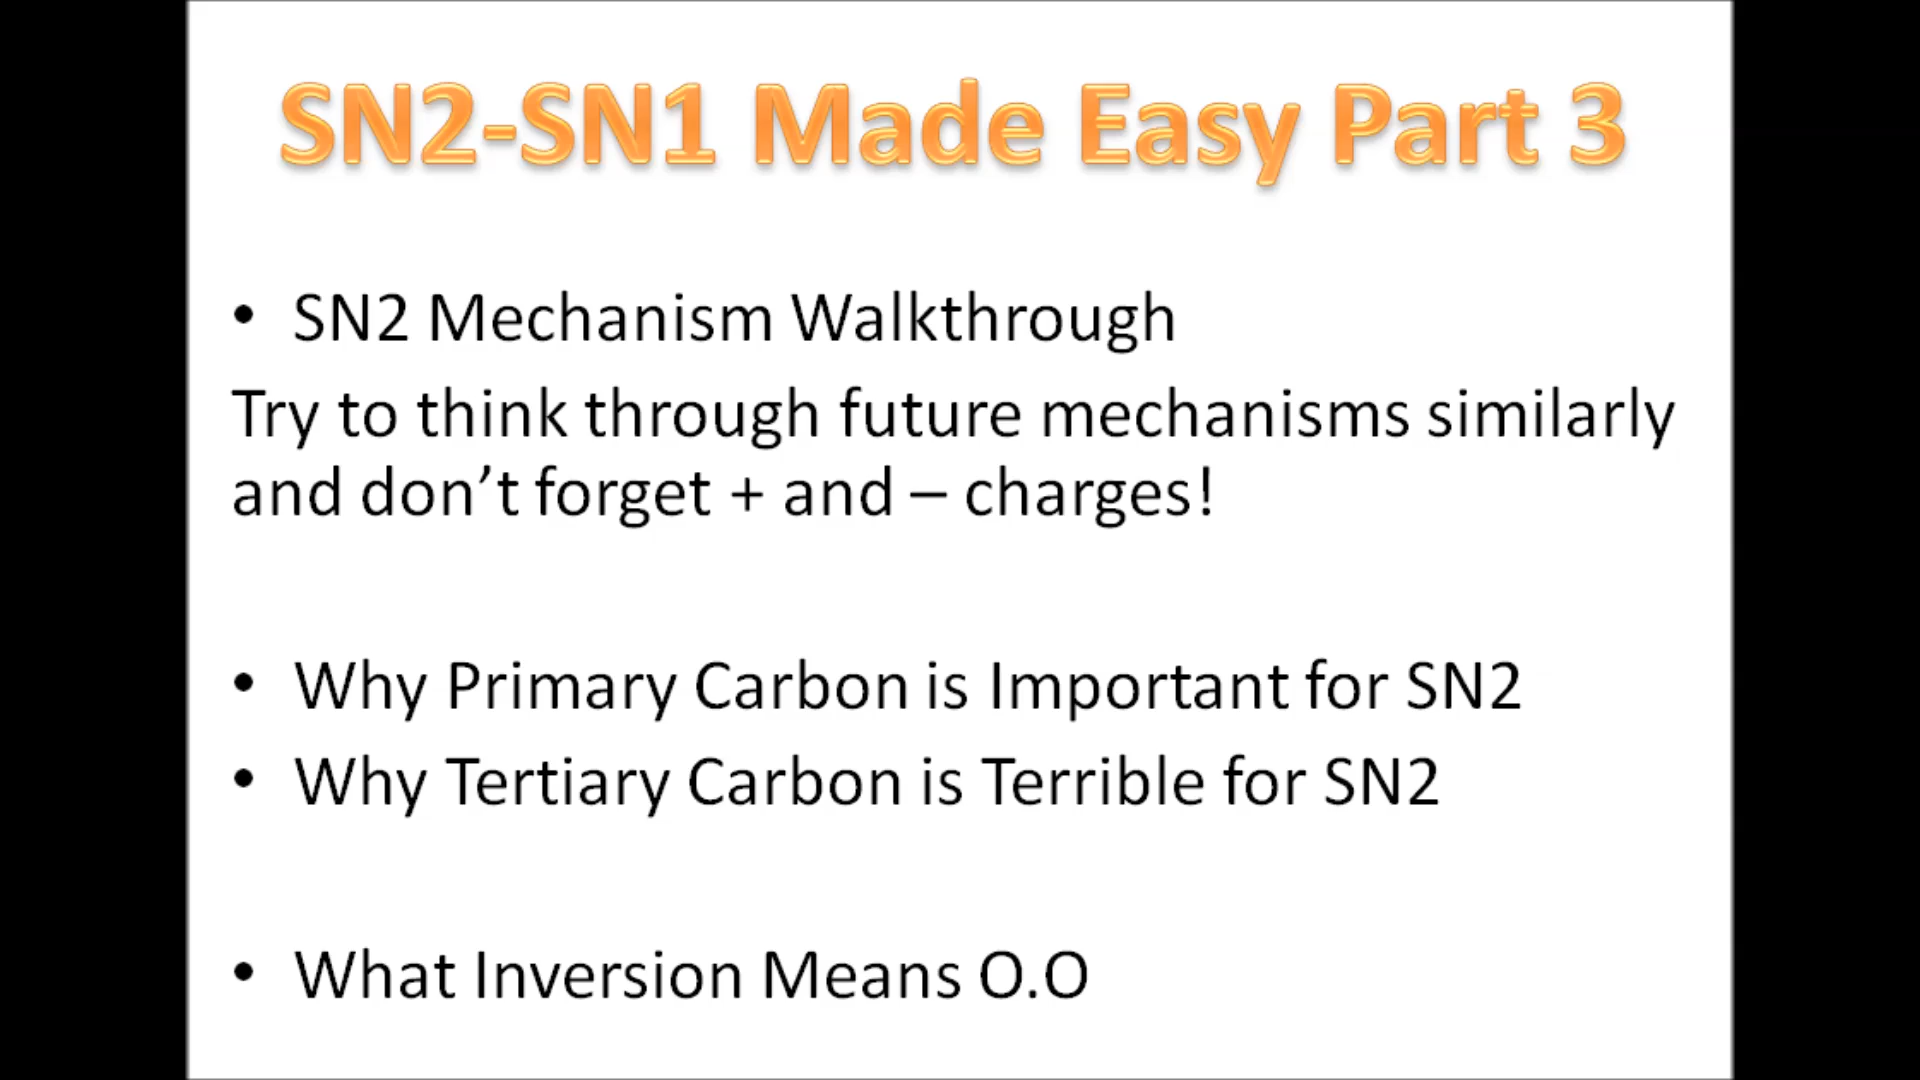 SN2-SN1 Made Easy Part 3
• SN2 Mechanism Walkthrough
Try to think through future mechanisms similarly
and don’t forget + and – charges!
• Why Primary Carbon is Important for SN2
• Why Tertiary Carbon is Terrible for SN2
• What Inversion Means O.O